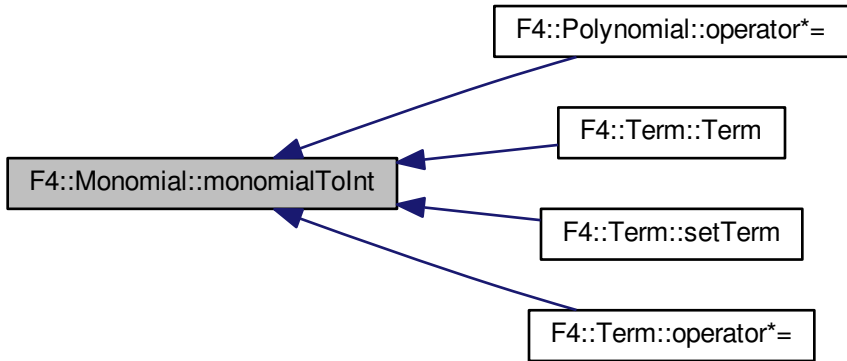 F4::Polynomial::operator*=
F4::Term::Term
F4::Monomial::monomialToInt
F4::Term::setTerm
F4::Term::operator*=